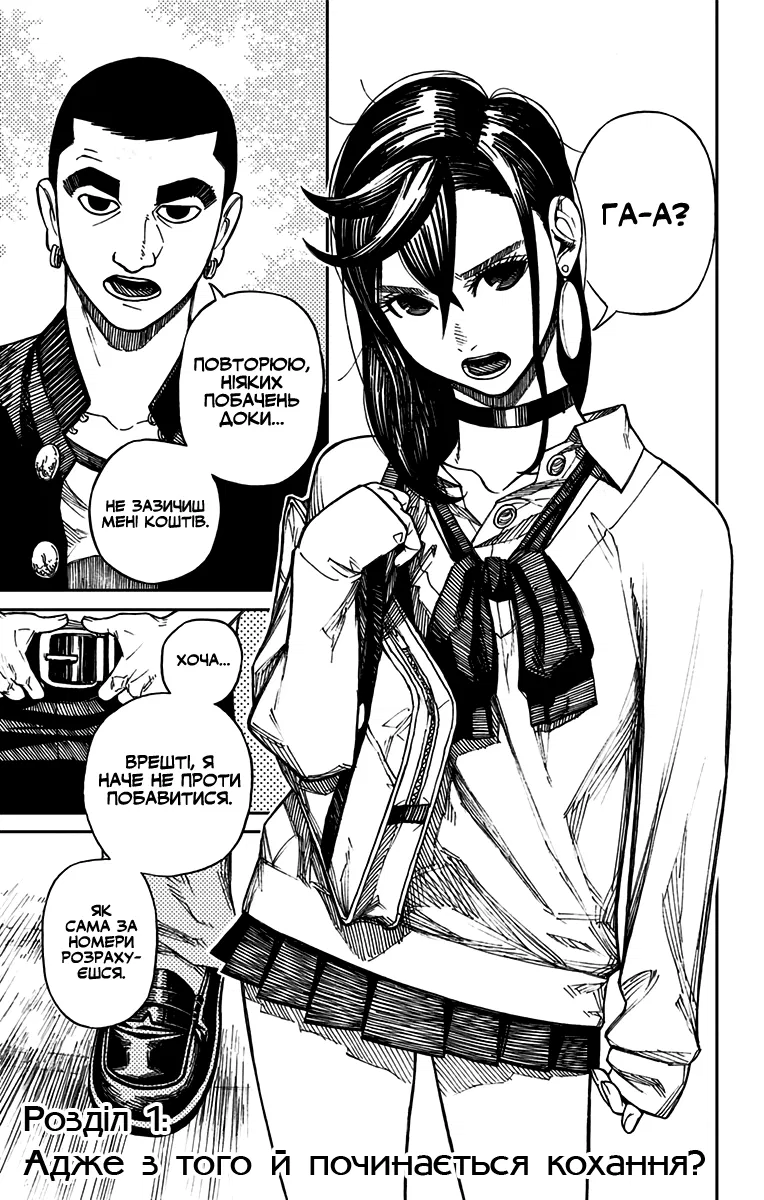 ГА-А?
ПОВТОРЮЮ,
НІЯКИХ
ПОБАЧЕНЬ
ДОКИ...
НЕ ЗАЗИЧИШ
МЕНІ КОШТІВ.
ХОЧА...
ВРЕШТІ, Я
НАЧЕ НЕ ПРОТИ
ПОБАВИТИСЯ.
ЯК
САМА ЗА
НОМЕРИ
РОЗРАХУ-
ЄШСЯ.
Розділ 1:
Адже з того й починається кохання?